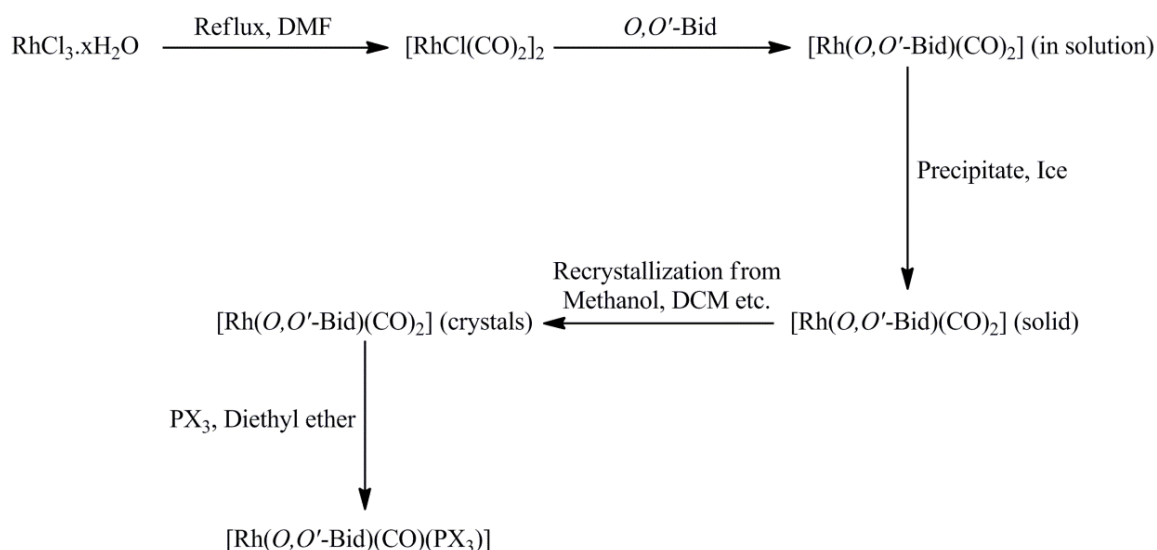 Reflux, DMF
O,O′-Bid
RhCl₃.xH₂O
[RhCl(CO)₂]₂
[Rh(O,O′-Bid)(CO)₂] (in solution)
Precipitate, Ice
Recrystallization from
Methanol, DCM etc.
[Rh(O,O′-Bid)(CO)₂] (crystals)
[Rh(O,O′-Bid)(CO)₂] (solid)
PX₃, Diethyl ether
[Rh(O,O′-Bid)(CO)(PX₃)]